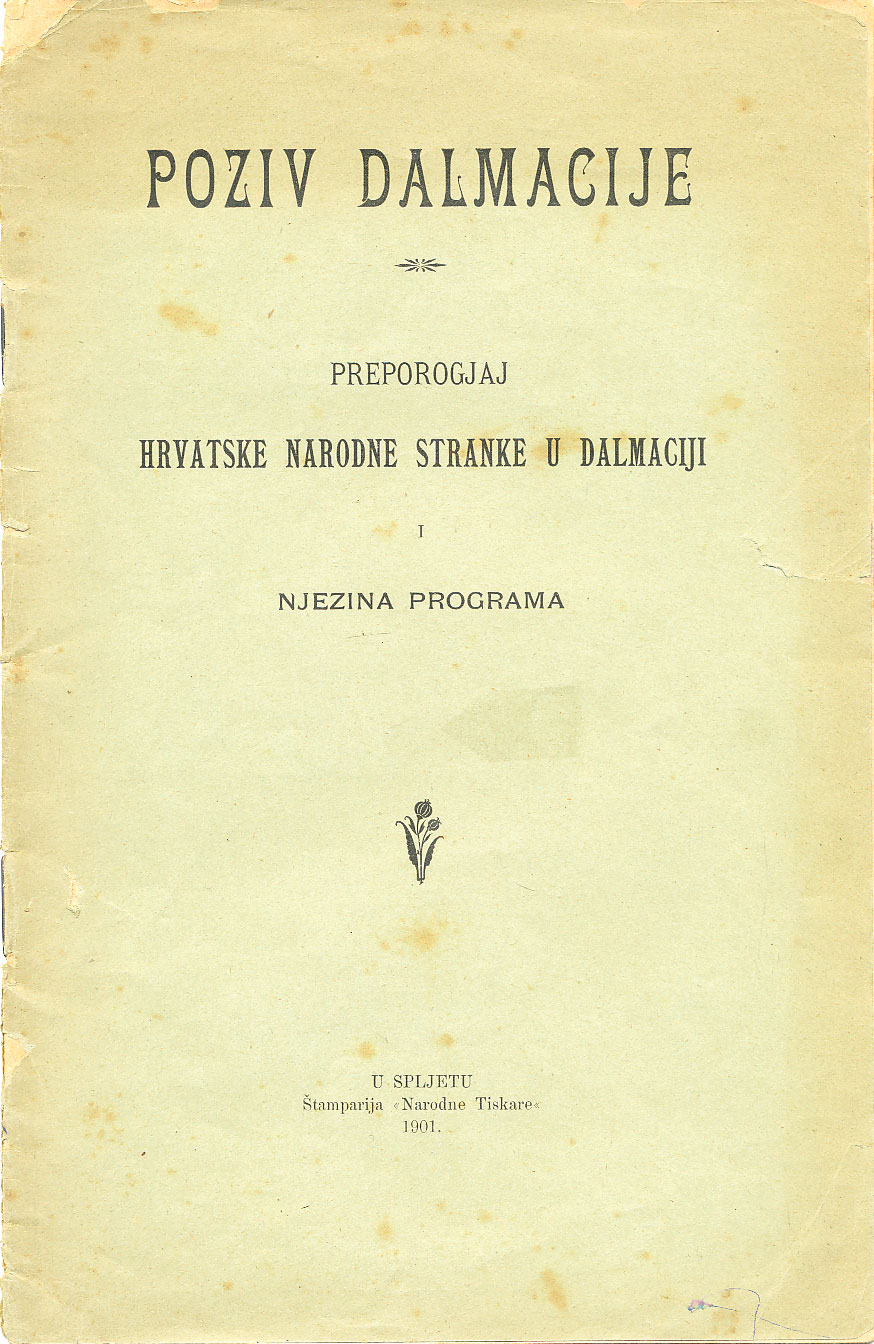 POZIV DALMACIJE
PREPOROGJAJ
HRVATSKE NARODNE STRANKE U DALMACIJI
I
NJEZINA PROGRAMA
U SPLJETU
Štamparija «Narodne Tiskare«
1901.